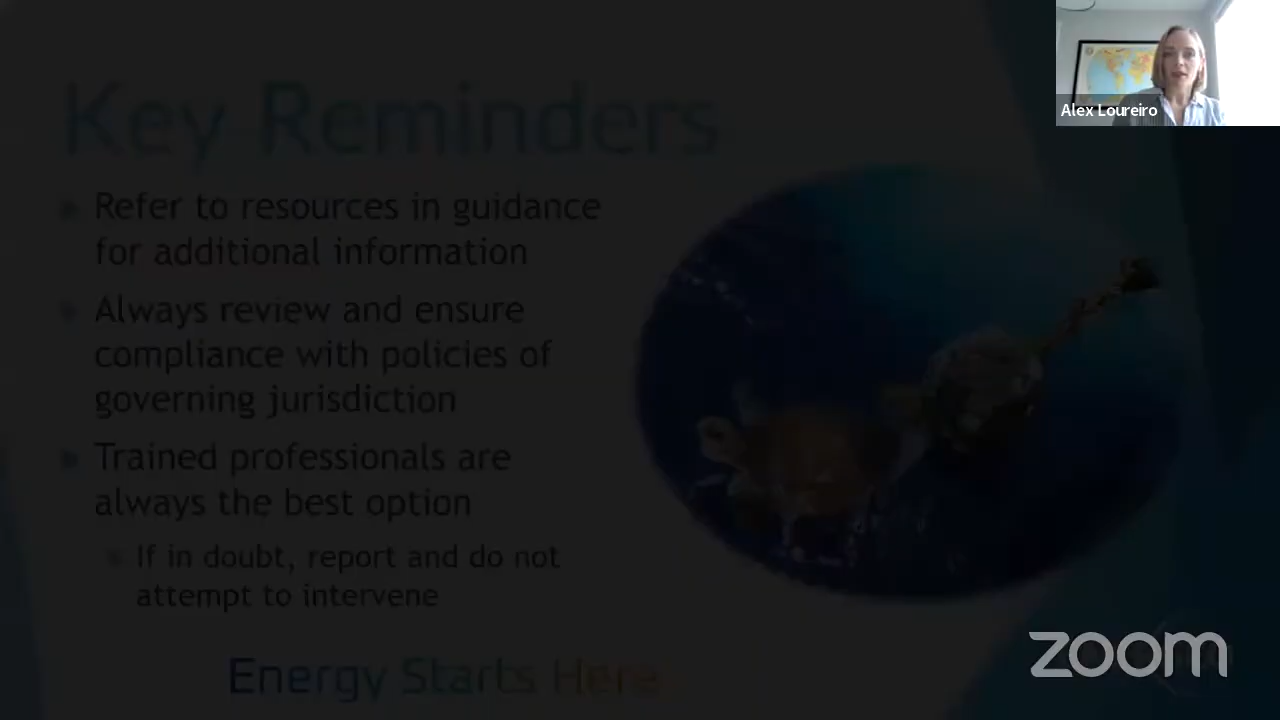 Alex Loureiro
Key Reminders
Refer to resources in guidance
for additional information
Always review and ensure
compliance with policies of
governing jurisdiction
Trained professionals are
always the best option
If in doubt, report and do not
attempt to intervene
Energy Starts Here
zoom